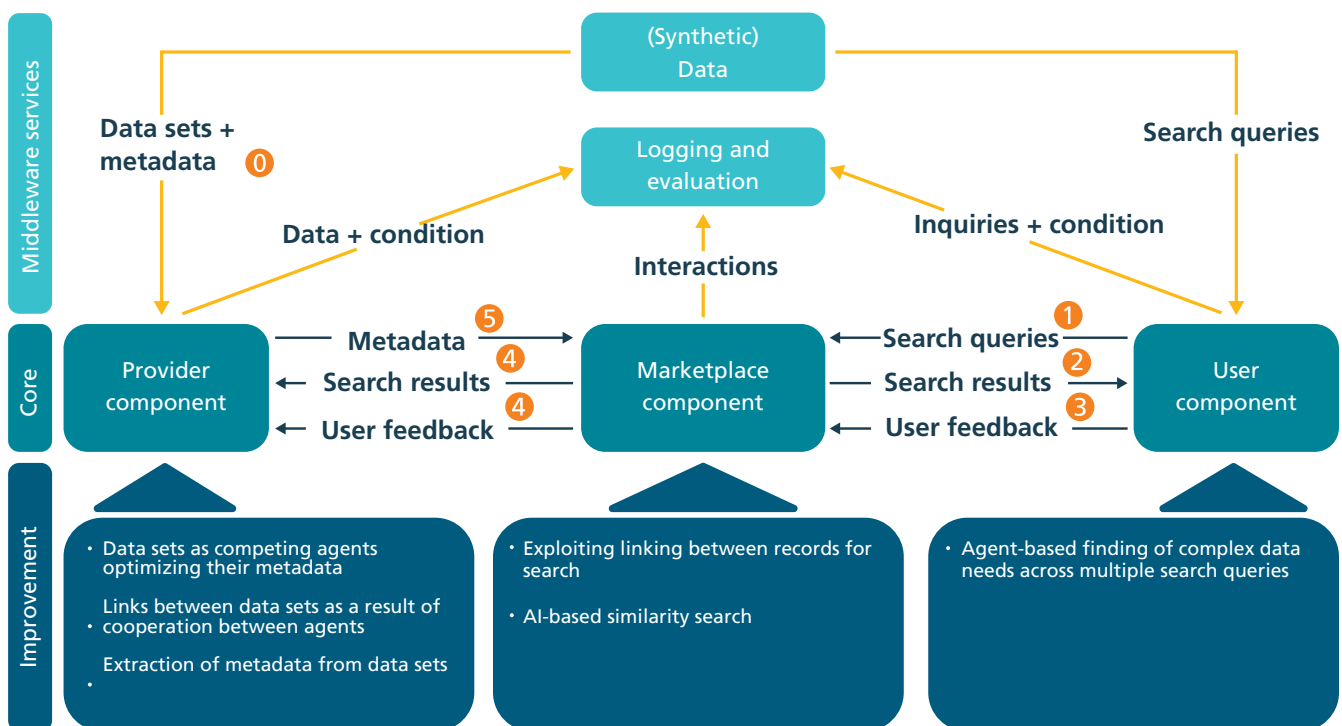 Middleware services
(Synthetic)
Data
Data sets +
metadata 0
Search queries
Logging and
evaluation
Data + condition
Inquiries + condition
Interactions
Core
Provider
component
Metadata 5
Search results 4
User feedback 4
Marketplace
component
Search queries 1
Search results 2
User feedback 3
User
component
Improvement
· Data sets as competing agents
optimizing their metadata
Links between data sets as a result of
· cooperation between agents
Extraction of metadata from data sets
·
· Exploiting linking between records for
search
· AI-based similarity search
· Agent-based finding of complex data
needs across multiple search queries